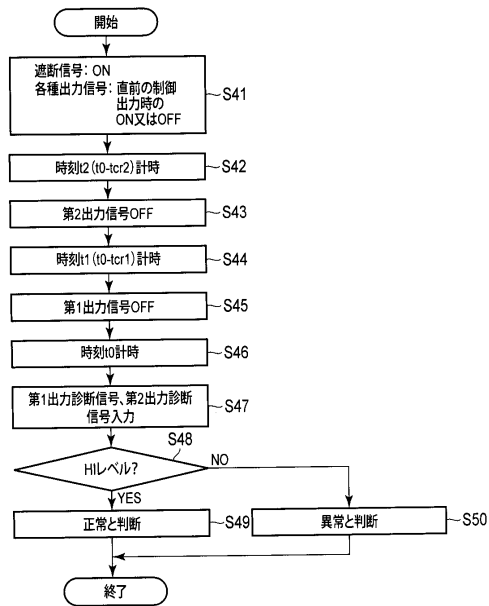 開始
遮断信号：ON
各種出力信号：直前の制御
出力時の
ON又はOFF
S41
時刻t2（t0-tcr2）計時
S42
第2出力信号OFF
S43
時刻t1（t0-tcr1）計時
S44
第1出力信号OFF
S45
時刻t0計時
S46
第1出力診断信号、第2出力診断
信号入力
S47
S48
HIレベル？
NO
YES
正常と判断
S49
異常と判断
S50
終了